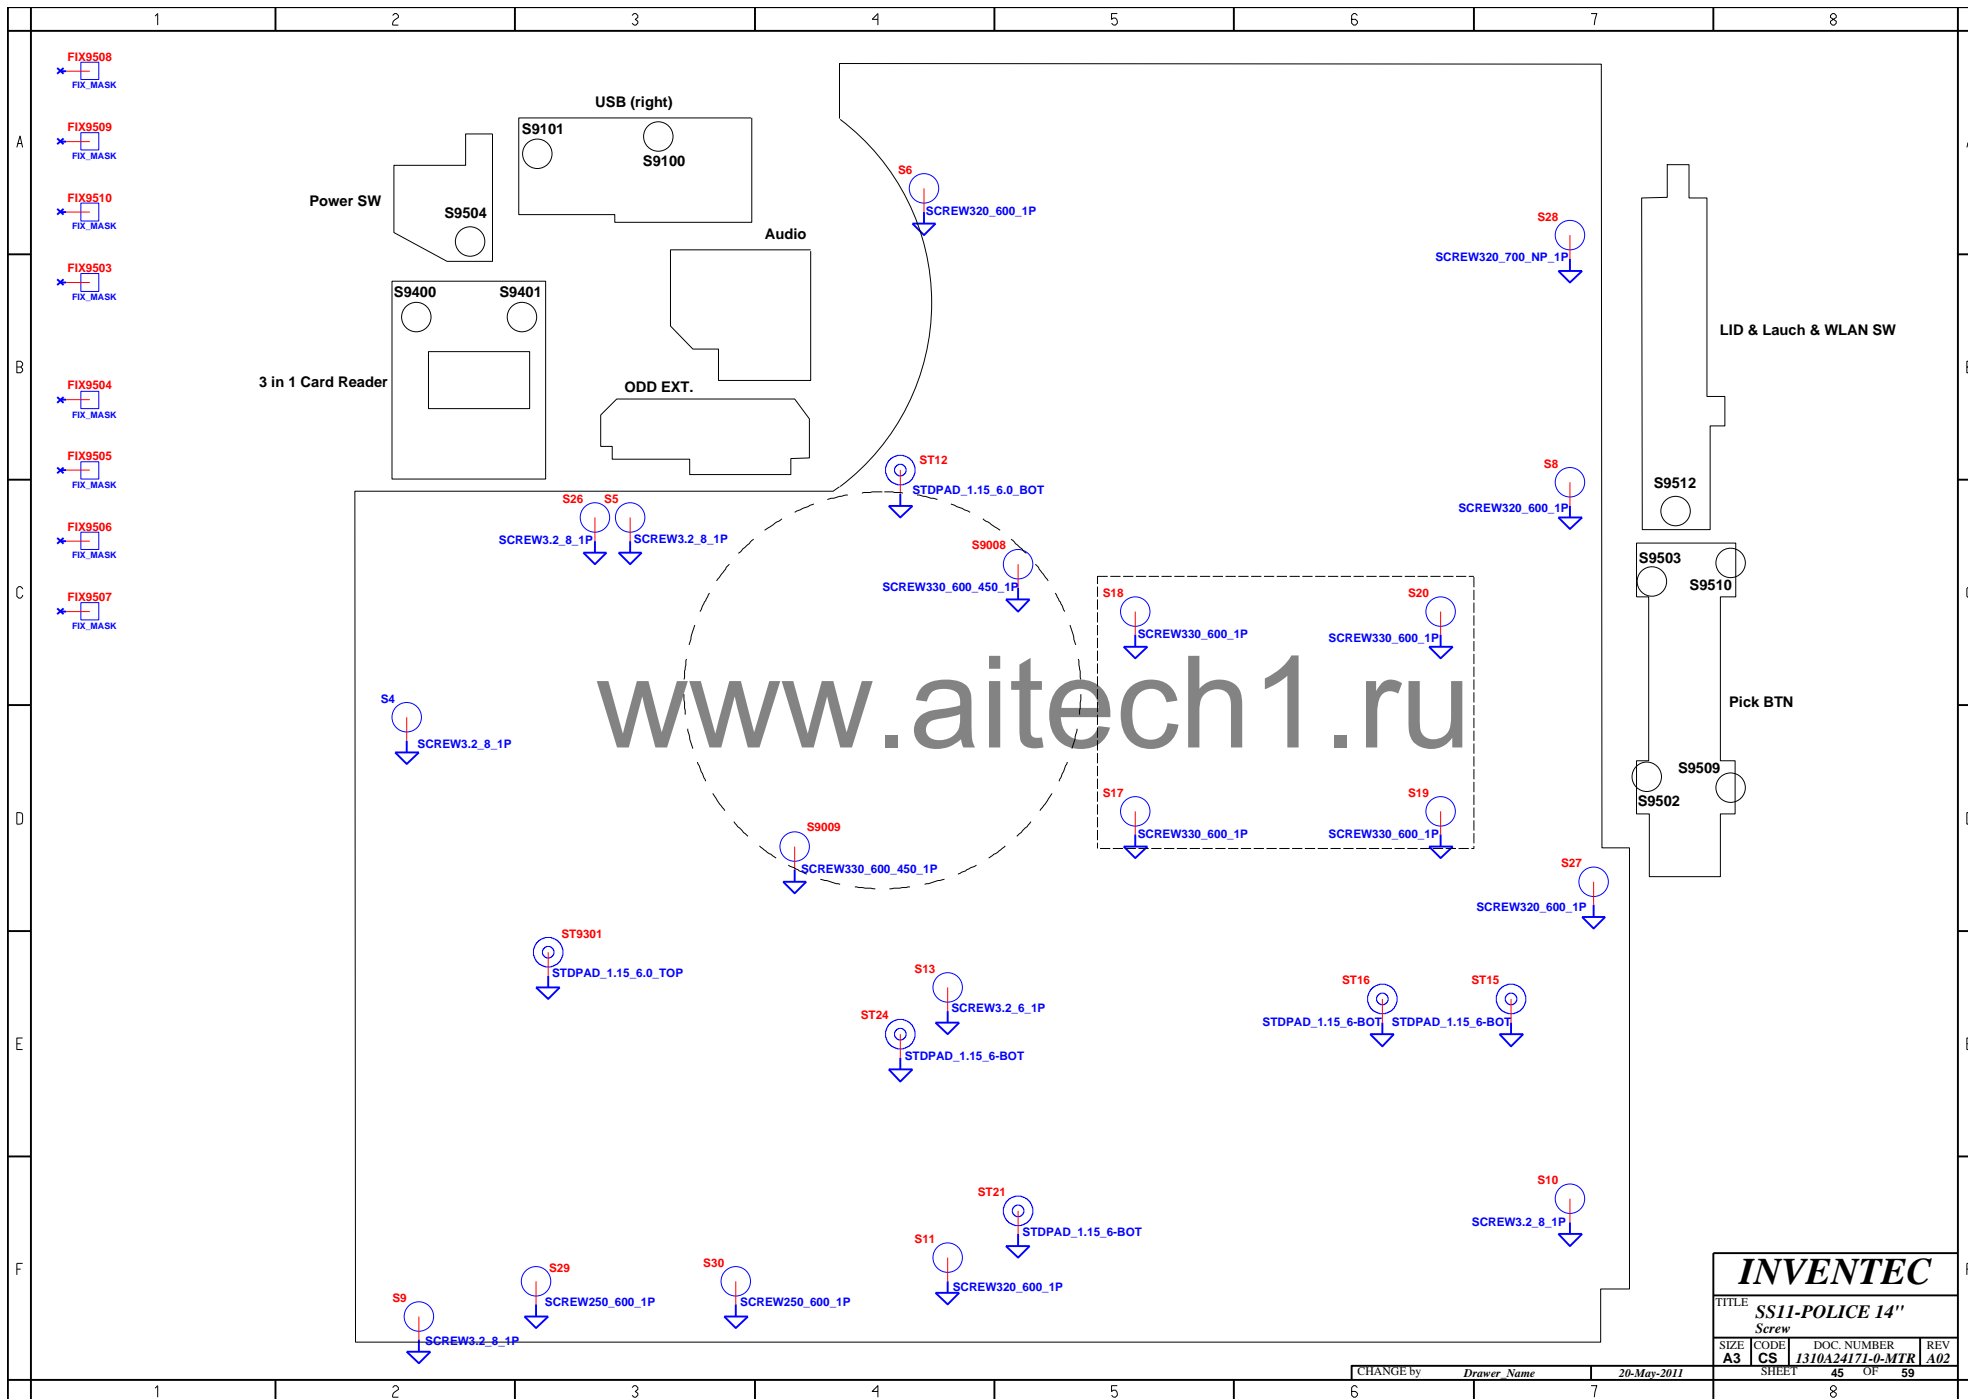 1 2 3 4 5 6 7 8
A
B
C
D
E
F
FIX9508
FIX_MASK
FIX9509
FIX_MASK
FIX9510
FIX_MASK
FIX9503
FIX_MASK
FIX9504
FIX_MASK
FIX9505
FIX_MASK
FIX9506
FIX_MASK
FIX9507
FIX_MASK
USB (right)
S9101
S9100
Power SW
S9504
Audio
S9400
S9401
3 in 1 Card Reader
ODD EXT.
S6
SCREW320_600_1P
S28
SCREW320_700_NP_1P
LID & Lauch & WLAN SW
S9512
ST12
STDPAD_1.15_6.0_BOT
S8
SCREW320_600_1P
S26
SCREW3.2_8_1P
S5
SCREW3.2_8_1P
S9008
SCREW330_600_450_1P
S18
SCREW330_600_1P
S20
SCREW330_600_1P
S9503
S9510
Pick BTN
S9509
S9502
S4
SCREW3.2_8_1P
www.aitech1.ru
S17
SCREW330_600_1P
S19
SCREW330_600_1P
S9009
SCREW330_600_450_1P
S27
SCREW320_600_1P
ST9301
STDPAD_1.15_6.0_TOP
S13
SCREW3.2_6_1P
ST24
STDPAD_1.15_6-BOT
ST16
STDPAD_1.15_6-BOT
ST15
STDPAD_1.15_6-BOT
ST21
STDPAD_1.15_6-BOT
S10
SCREW3.2_8_1P
S11
SCREW320_600_1P
S29
SCREW250_600_1P
S30
SCREW250_600_1P
S9
SCREW3.2_8_1P
INVENTEC
TITLE
SS11-POLICE 14"
Screw
SIZE CODE DOC. NUMBER REV
A3 CS 1310A24171-0-MTR A02
CHANGE by Drawer_Name 20-May-2011 SHEET 45 OF 59
1 2 3 4 5 6 8